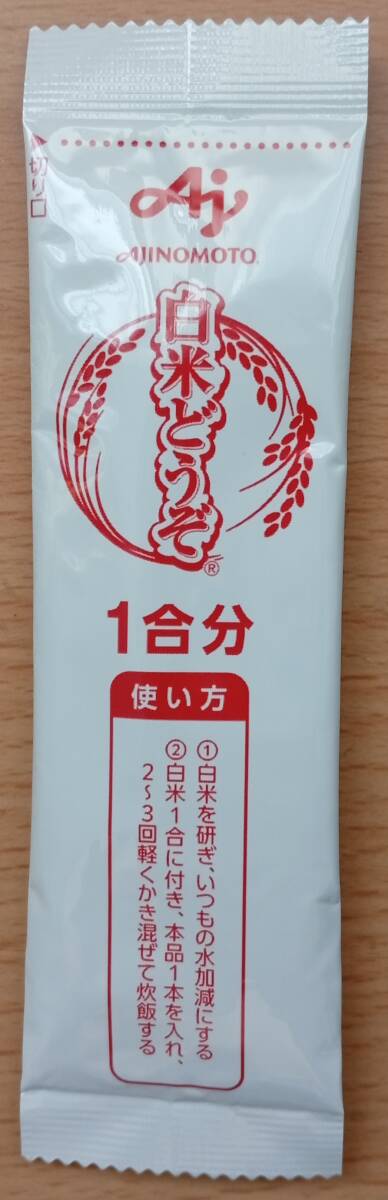 切り口
Aj
AJINOMOTO®
白米どうぞ®
1合分
使い方
①白米を研ぎ、いつもの水加減にする
②白米1合に付き、本品1本を入れ、
2～3回軽くかき混ぜて炊飯する